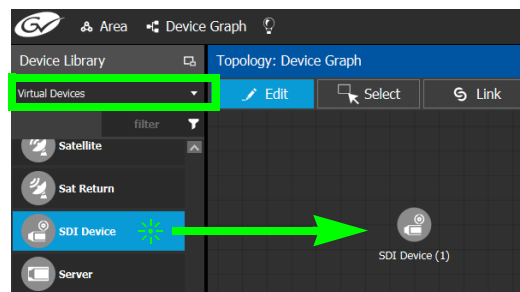 GV Area Device Graph
Device Library
Topology: Device Graph
Virtual Devices
Edit Select Link
filter
Satellite
Sat Return
SDI Device
SDI Device (1)
Server